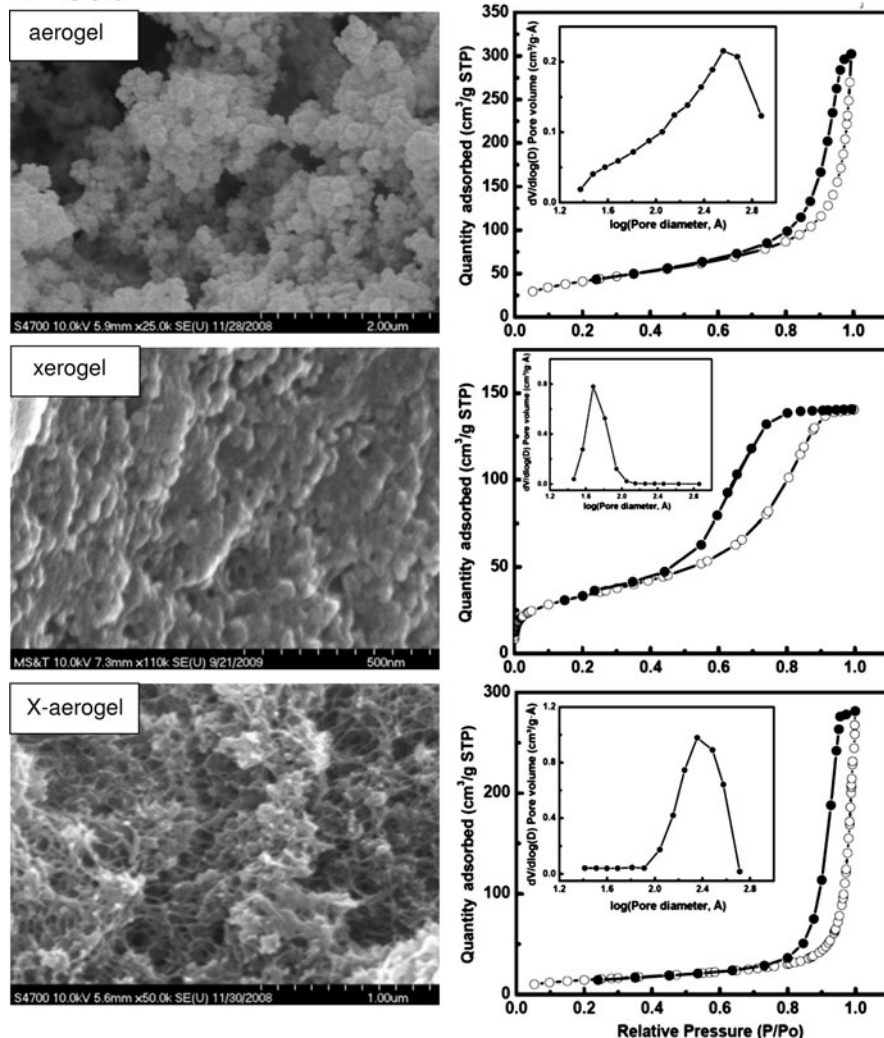 aerogel
S4700 10.0kV 5.9mm x25.0k SE(U) 11/28/2008
2.00um
Quantity adsorbed (cm³/g STP)
350
300
250
200
150
100
50
0
0.0 0.2 0.4 0.6 0.8 1.0
dV/dlog(D) Pore volume (cm³/g·Å)
0.2
0.1
0.0
1.2 1.6 2.0 2.4 2.8
log(Pore diameter, Å)
xerogel
MS&T 10.0kV 7.3mm x110k SE(U) 9/21/2009
500nm
Quantity adsorbed (cm³/g STP)
150
100
50
0
0.0 0.2 0.4 0.6 0.8 1.0
dV/dlog(D) Pore volume (cm³/g·Å)
0.8
0.4
0.0
1.2 1.6 2.0 2.4 2.8
log(Pore diameter, Å)
X-aerogel
S4700 10.0kV 5.6mm x50.0k SE(U) 11/30/2008
1.00um
Quantity adsorbed (cm³/g STP)
300
200
100
0
0.0 0.2 0.4 0.6 0.8 1.0
dV/dlog(D) Pore volume (cm³/g·Å)
1.2
0.8
0.4
0.0
1.2 1.6 2.0 2.4 2.8
log(Pore diameter, Å)
Relative Pressure (P/Po)